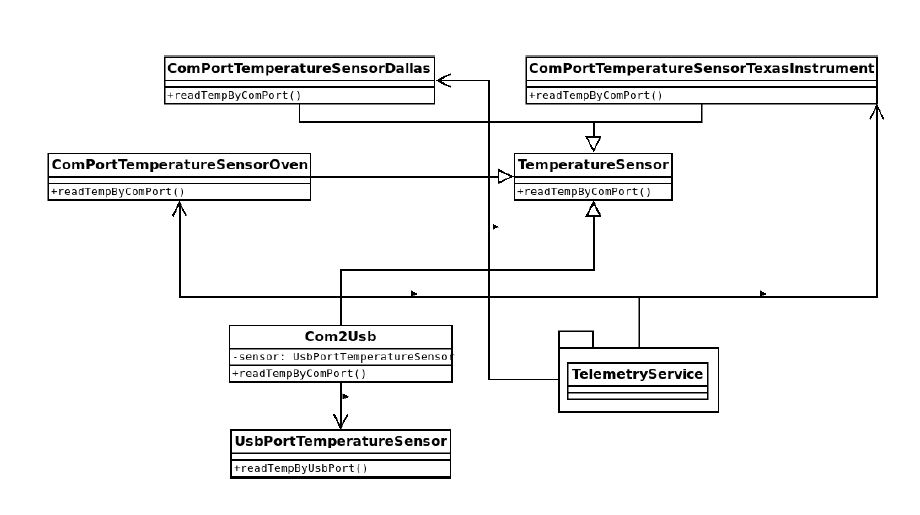 ComPortTemperatureSensorDallas
+readTempByComPort()
ComPortTemperatureSensorTexasInstrument
+readTempByComPort()
ComPortTemperatureSensorOven
+readTempByComPort()
TemperatureSensor
+readTempByComPort()
Com2Usb
-sensor: UsbPortTemperatureSensor
+readTempByComPort()
TelemetryService
UsbPortTemperatureSensor
+readTempByUsbPort()